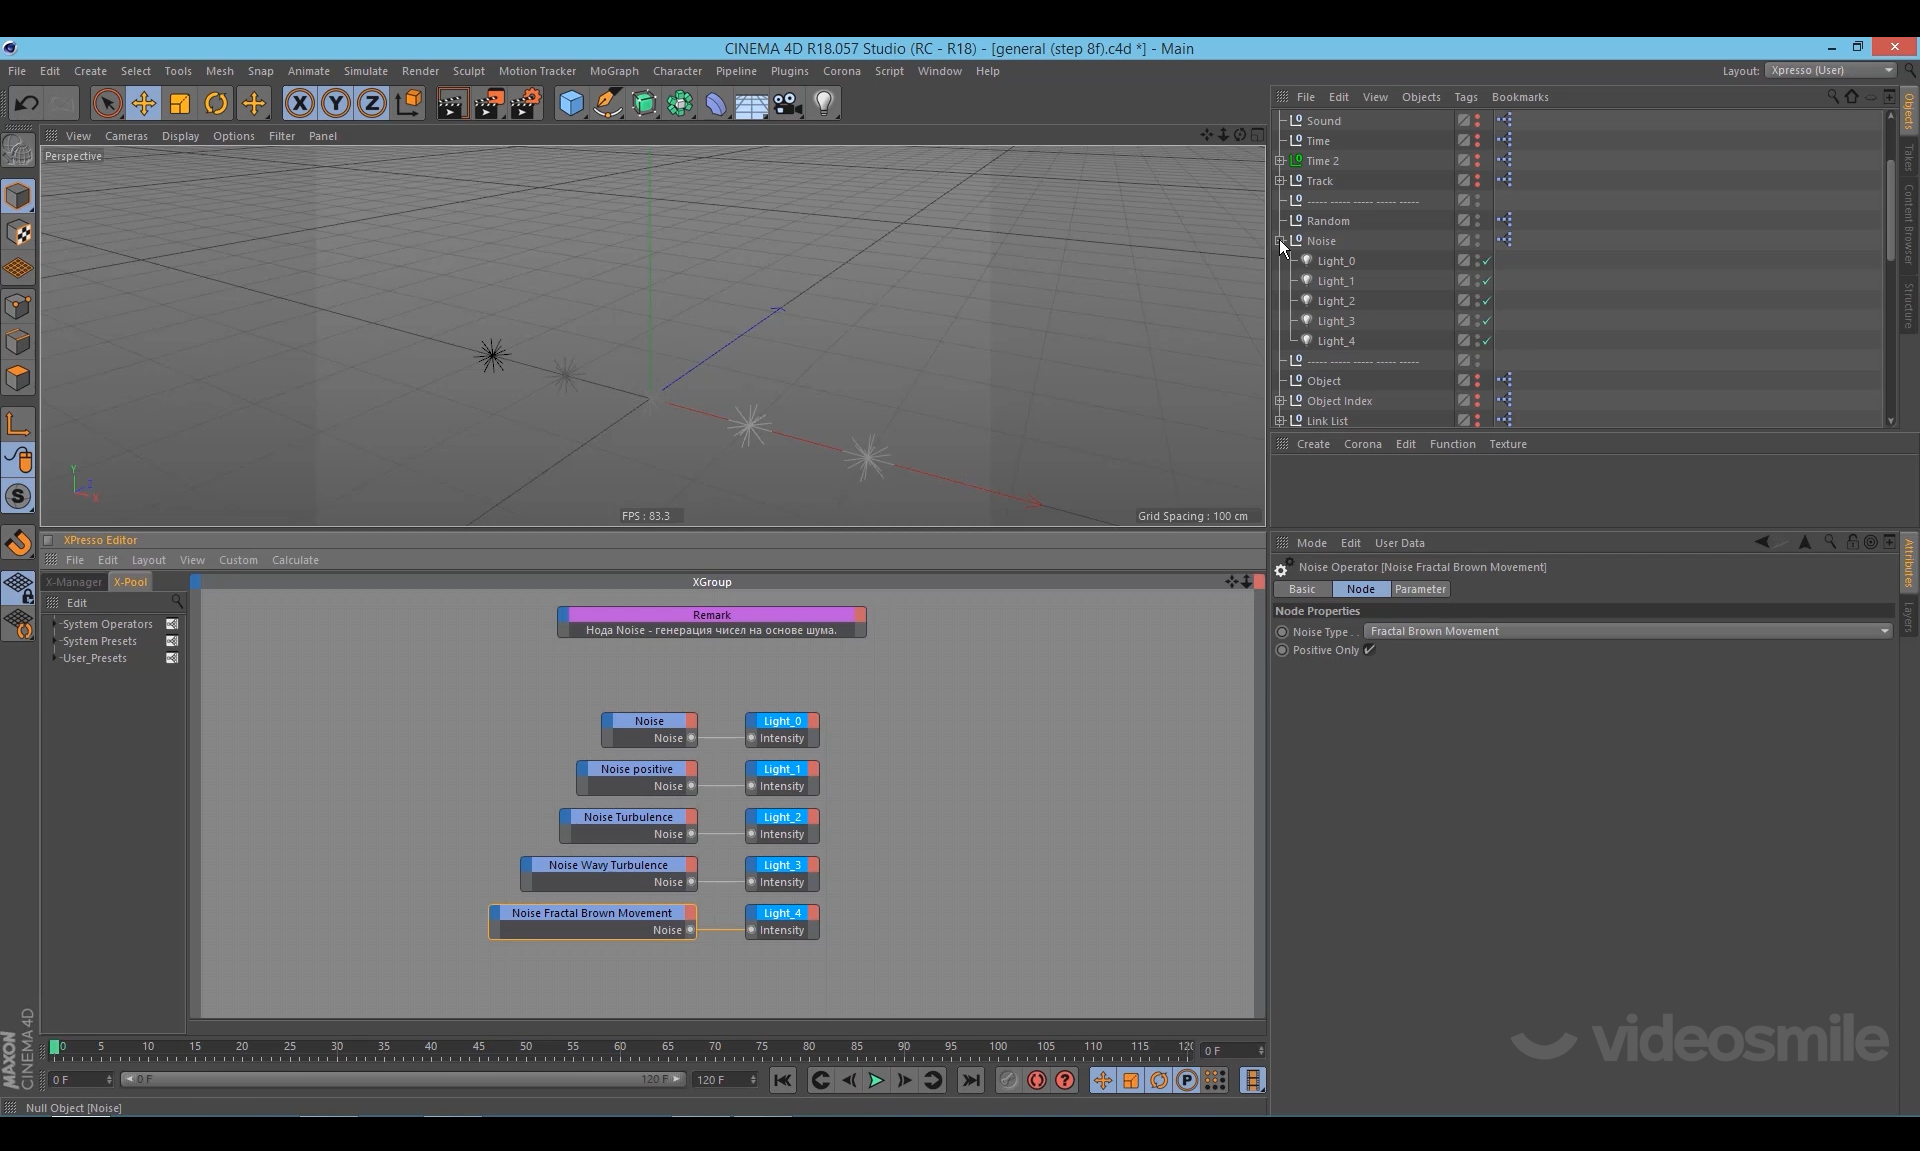 CINEMA 4D R18.057 Studio (RC - R18) - [general (step 8f).c4d *] - Main
File Edit Create Select Tools Mesh Snap Animate Simulate Render Sculpt Motion Tracker MoGraph Character Pipeline Plugins Corona Script Window Help
Layout: Xpresso (User)
File Edit View Objects Tags Bookmarks
Sound
Time
Time 2
Track
----- ----- ----- ----- -----
Random
Noise
Light_0
Light_1
Light_2
Light_3
Light_4
----- ----- ----- ----- -----
Object
Object Index
Link List
Objects
Takes
Content Browser
Structure
View Cameras Display Options Filter Panel
Perspective
Y
Z
X
FPS : 83.3
Grid Spacing : 100 cm
Create Corona Edit Function Texture
XPresso Editor
File Edit Layout View Custom Calculate
X-Manager X-Pool
Edit
System Operators
System Presets
User_Presets
XGroup
Remark
Нода Noise - генерация чисел на основе шума.
Noise
Noise
Light_0
Intensity
Noise positive
Noise
Light_1
Intensity
Noise Turbulence
Noise
Light_2
Intensity
Noise Wavy Turbulence
Noise
Light_3
Intensity
Noise Fractal Brown Movement
Noise
Light_4
Intensity
Mode Edit User Data
Noise Operator [Noise Fractal Brown Movement]
Basic Node Parameter
Node Properties
Noise Type . . Fractal Brown Movement
Positive Only
Attributes
Layers
0 5 10 15 20 25 30 35 40 45 50 55 60 65 70 75 80 85 90 95 100 105 110 115 120
0 F
0 F
0 F
120 F
120 F
Null Object [Noise]
MAXON
CINEMA 4D
videosmile